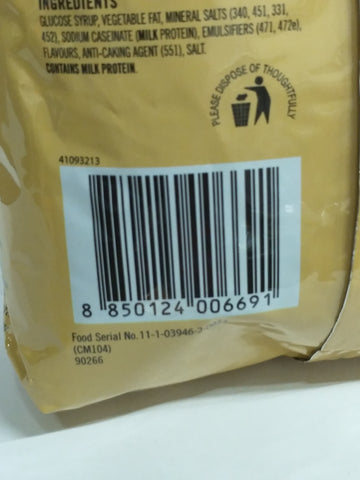 INGREDIENTS
GLUCOSE SYRUP, VEGETABLE FAT, MINERAL SALTS (340, 451, 331,
452), SODIUM CASEINATE (MILK PROTEIN), EMULSIFIERS (471, 472e),
FLAVOURS, ANTI-CAKING AGENT (551), SALT.
CONTAINS MILK PROTEIN.
PLEASE DISPOSE OF THOUGHTFULLY
41093213
8 850124 006691
Food Serial No. 11-1-03946-2-
(CM104)
90266